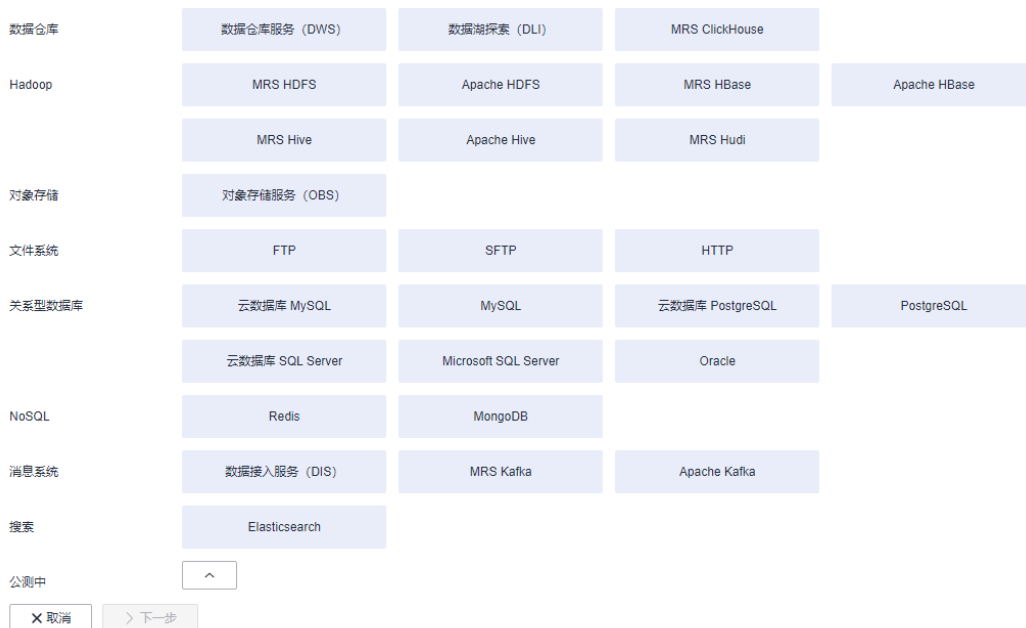 数据仓库 数据仓库服务（DWS） 数据湖探索（DLI） MRS ClickHouse
Hadoop MRS HDFS Apache HDFS MRS HBase Apache HBase
MRS Hive Apache Hive MRS Hudi
对象存储 对象存储服务（OBS）
文件系统 FTP SFTP HTTP
关系型数据库 云数据库 MySQL MySQL 云数据库 PostgreSQL PostgreSQL
云数据库 SQL Server Microsoft SQL Server Oracle
NoSQL Redis MongoDB
消息系统 数据接入服务（DIS） MRS Kafka Apache Kafka
搜索 Elasticsearch
公测中
取消 下一步